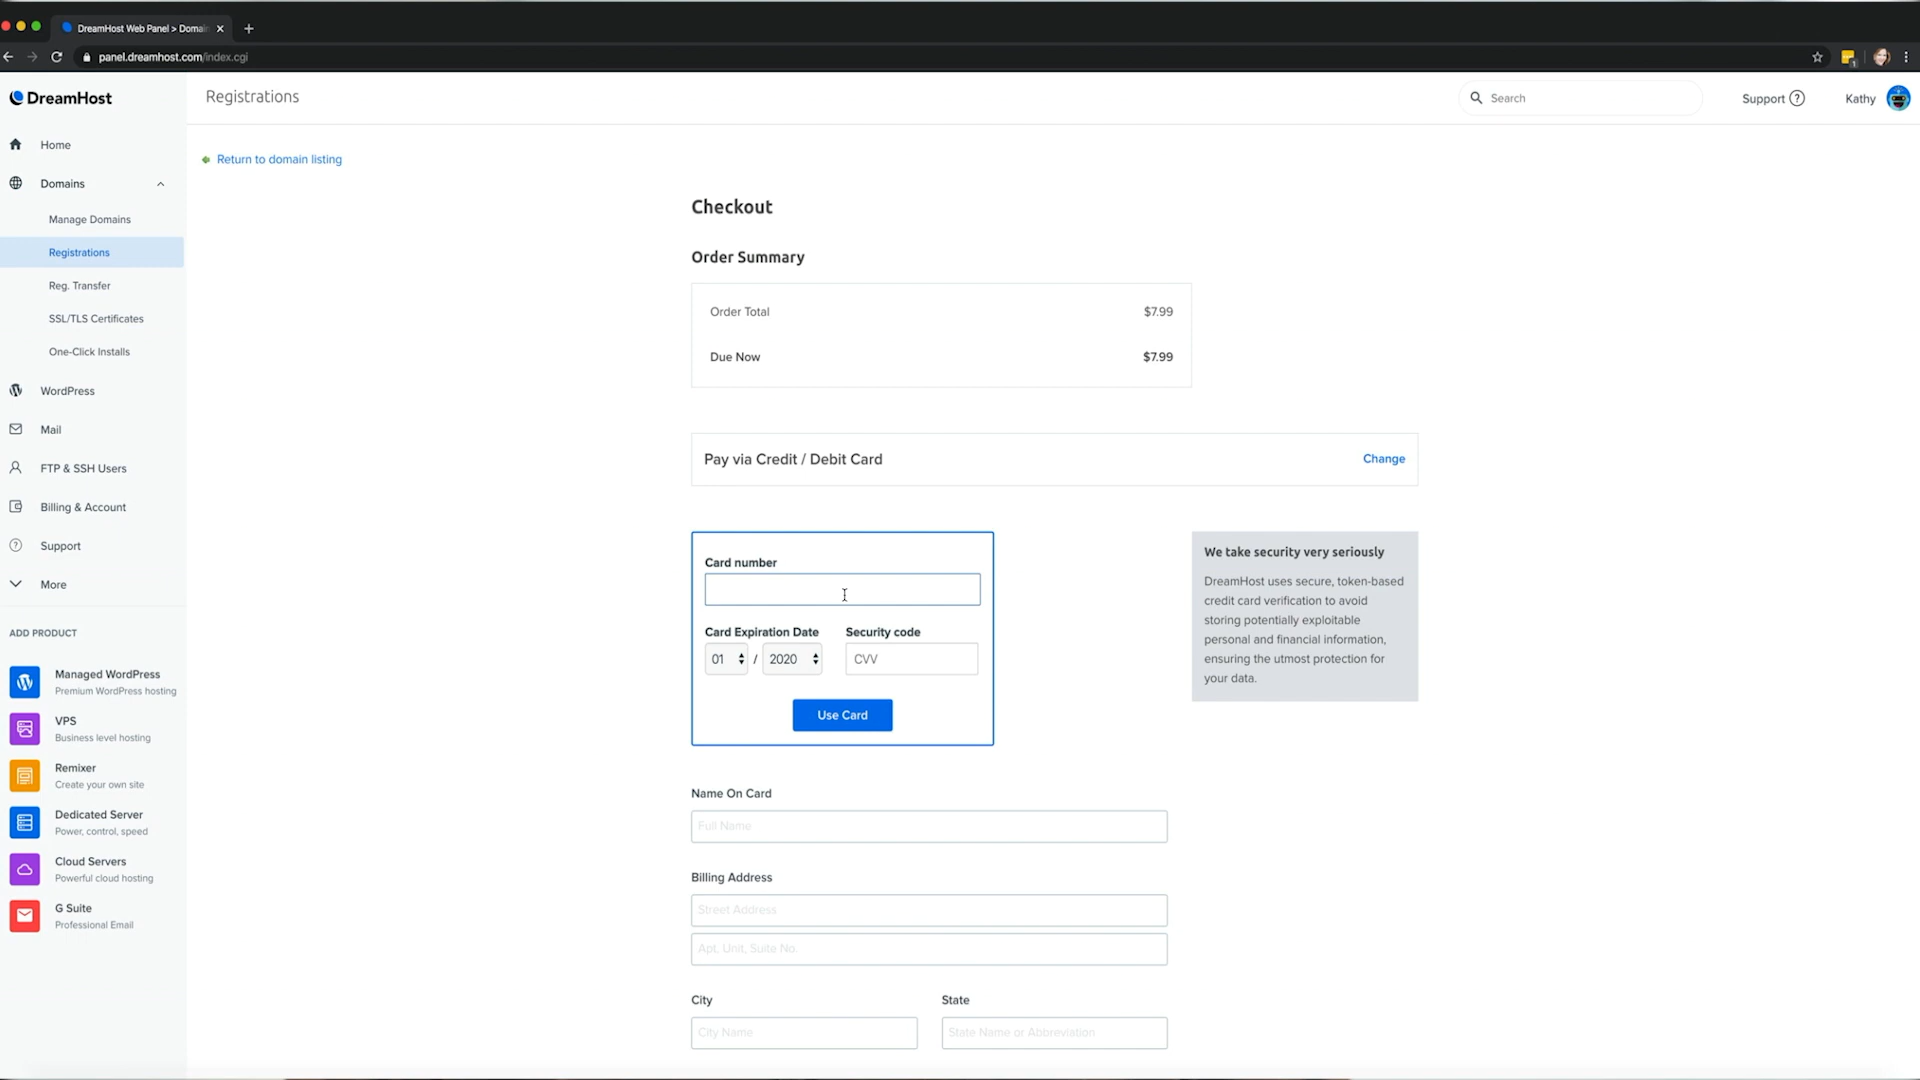 DreamHost Web Panel > Domai
panel.dreamhost.com/index.cgi
DreamHost
Registrations
Search
Support
Kathy
Home
Domains
Manage Domains
Registrations
Reg. Transfer
SSL/TLS Certificates
One-Click Installs
WordPress
Mail
FTP & SSH Users
Billing & Account
Support
More
ADD PRODUCT
Managed WordPress
Premium WordPress hosting
VPS
Business level hosting
Remixer
Create your own site
Dedicated Server
Power, control, speed
Cloud Servers
Powerful cloud hosting
G Suite
Professional Email
Return to domain listing
Checkout
Order Summary
Order Total $7.99
Due Now $7.99
Pay via Credit / Debit Card Change
Card number
Card Expiration Date Security code
01 / 2020 CVV
Use Card
We take security very seriously
DreamHost uses secure, token-based
credit card verification to avoid
storing potentially exploitable
personal and financial information,
ensuring the utmost protection for
your data.
Name On Card
Full Name
Billing Address
Street Address
Apt. Unit, Suite No.
City State
City Name State Name or Abbreviation